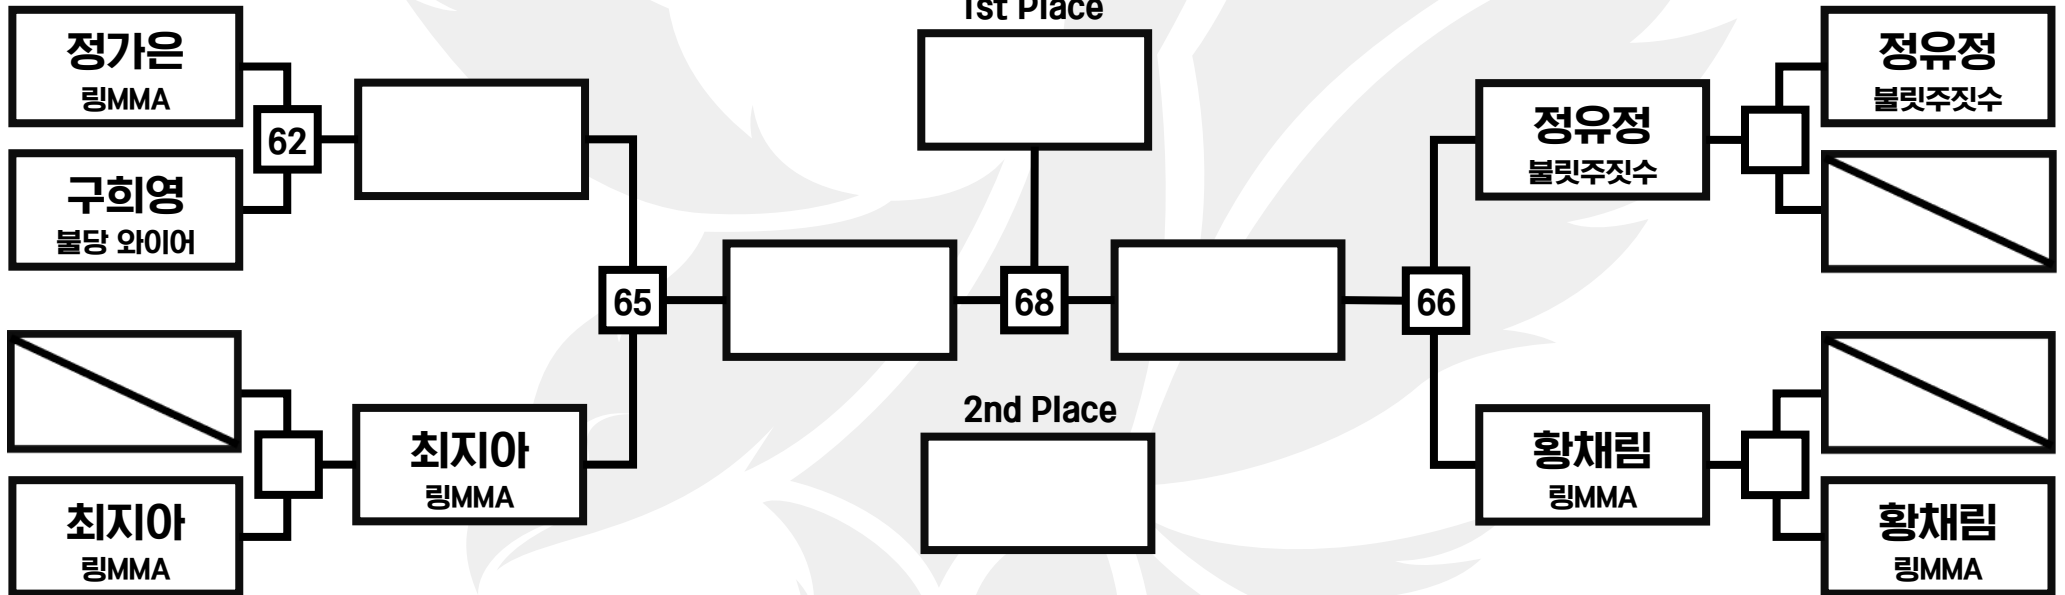 1st Place
정가은
링MMA
62
구희영
불당 와이어
최지아
링MMA
최지아
링MMA
65
68
66
2nd Place
정유정
불릿주짓수
정유정
불릿주짓수
황채림
링MMA
황채림
링MMA